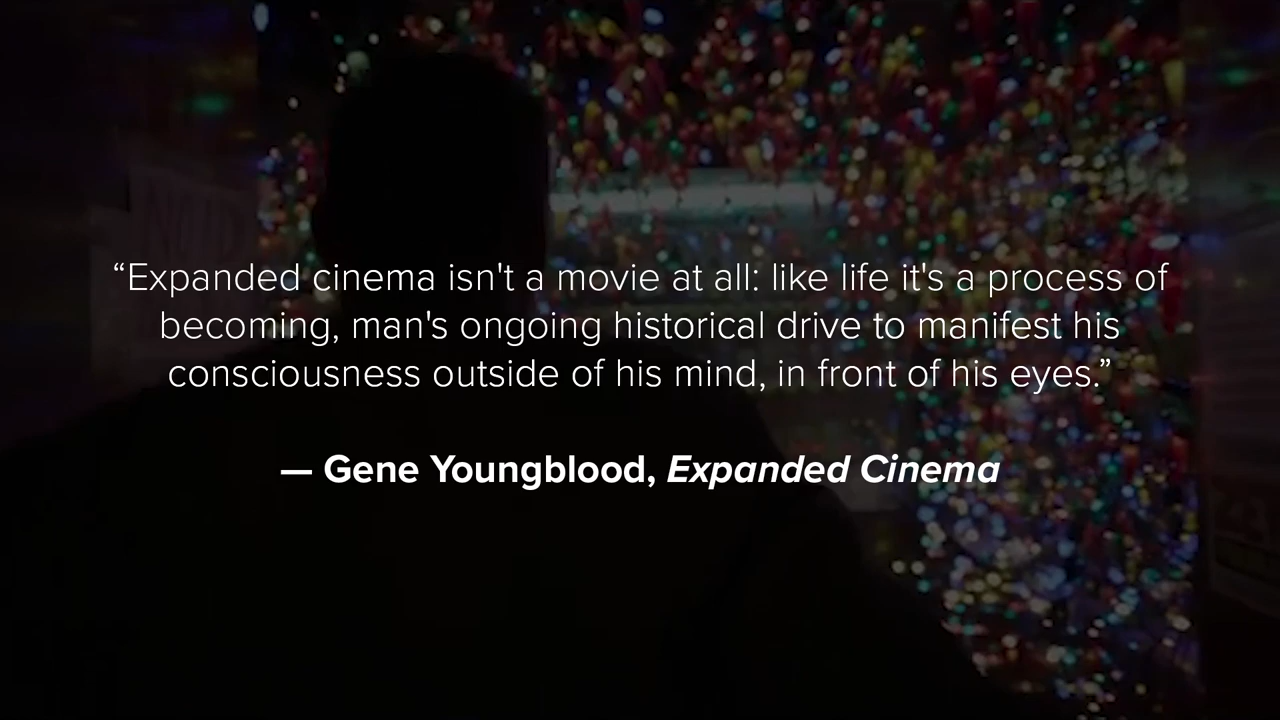 “Expanded cinema isn't a movie at all: like life it's a process of
becoming, man's ongoing historical drive to manifest his
consciousness outside of his mind, in front of his eyes.”
— Gene Youngblood, Expanded Cinema